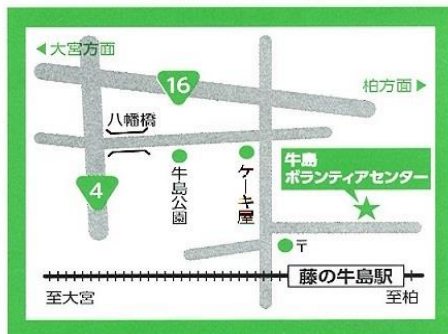 ◀大宮方面
16
柏方面▶
八幡橋
牛島
ボランティアセンター
4
牛島公園
ケーキ屋
〒
藤の牛島駅
至大宮
至柏